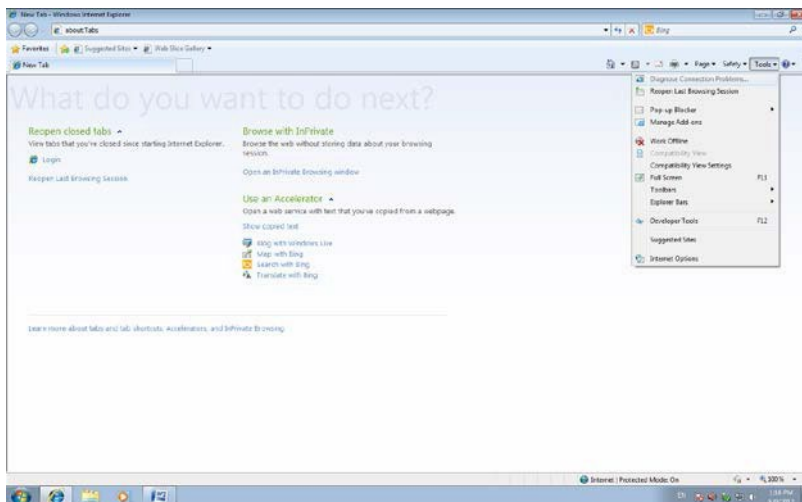 New Tab - Windows Internet Explorer
about:Tabs
Bing
Favorites
Suggested Sites
Web Slice Gallery
New Tab
Page
Safety
Tools
What do you want to do next?
Reopen closed tabs
View tabs that you've closed since starting Internet Explorer.
Login
Reopen Last Browsing Session
Browse with InPrivate
Browse the web without storing data about your browsing
session.
Open an InPrivate Browsing window
Use an Accelerator
Open a web service with text that you've copied from a webpage.
Show copied text
Blog with Windows Live
Map with Bing
Search with Bing
Translate with Bing
Learn more about tabs and tab shortcuts, Accelerators, and InPrivate Browsing.
Diagnose Connection Problems...
Reopen Last Browsing Session
Pop-up Blocker
Manage Add-ons
Work Offline
Compatibility View
Compatibility View Settings
Full Screen F11
Toolbars
Explorer Bars
Developer Tools F12
Suggested Sites
Internet Options
Internet | Protected Mode: On
100%
EN
1:58 PM